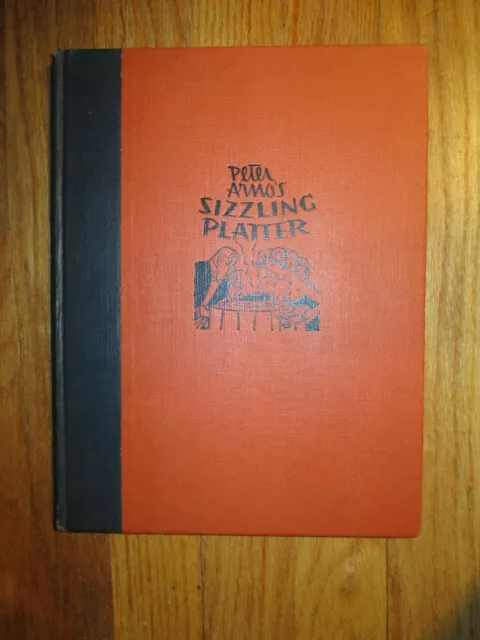 Peter
Arno's
SIZZLING
PLATTER